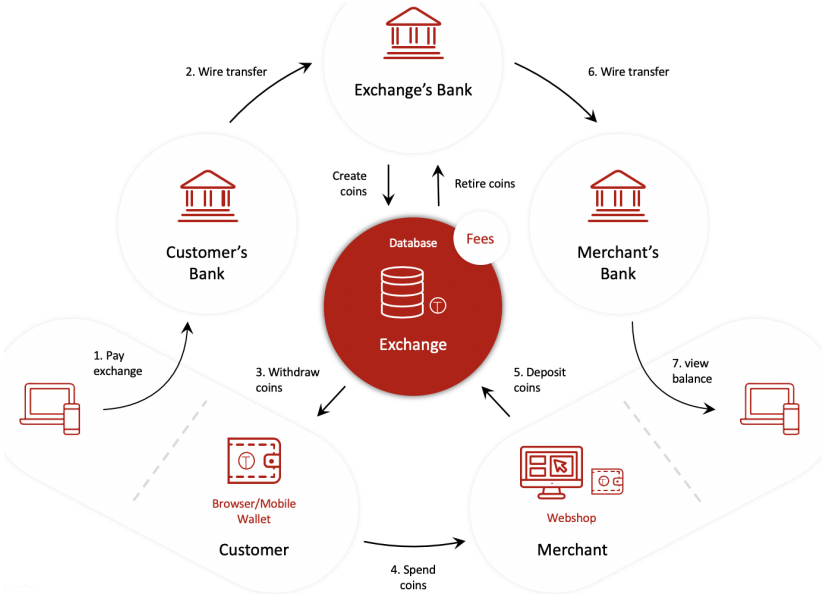 2. Wire transfer
6. Wire transfer
Exchange's Bank
Create
coins
Retire coins
Customer's
Bank
Database
Fees
Merchant's
Bank
Exchange
1. Pay
exchange
3. Withdraw
coins
5. Deposit
coins
7. view
balance
T
T
T
Browser/Mobile
Wallet
Customer
Webshop
Merchant
4. Spend
coins